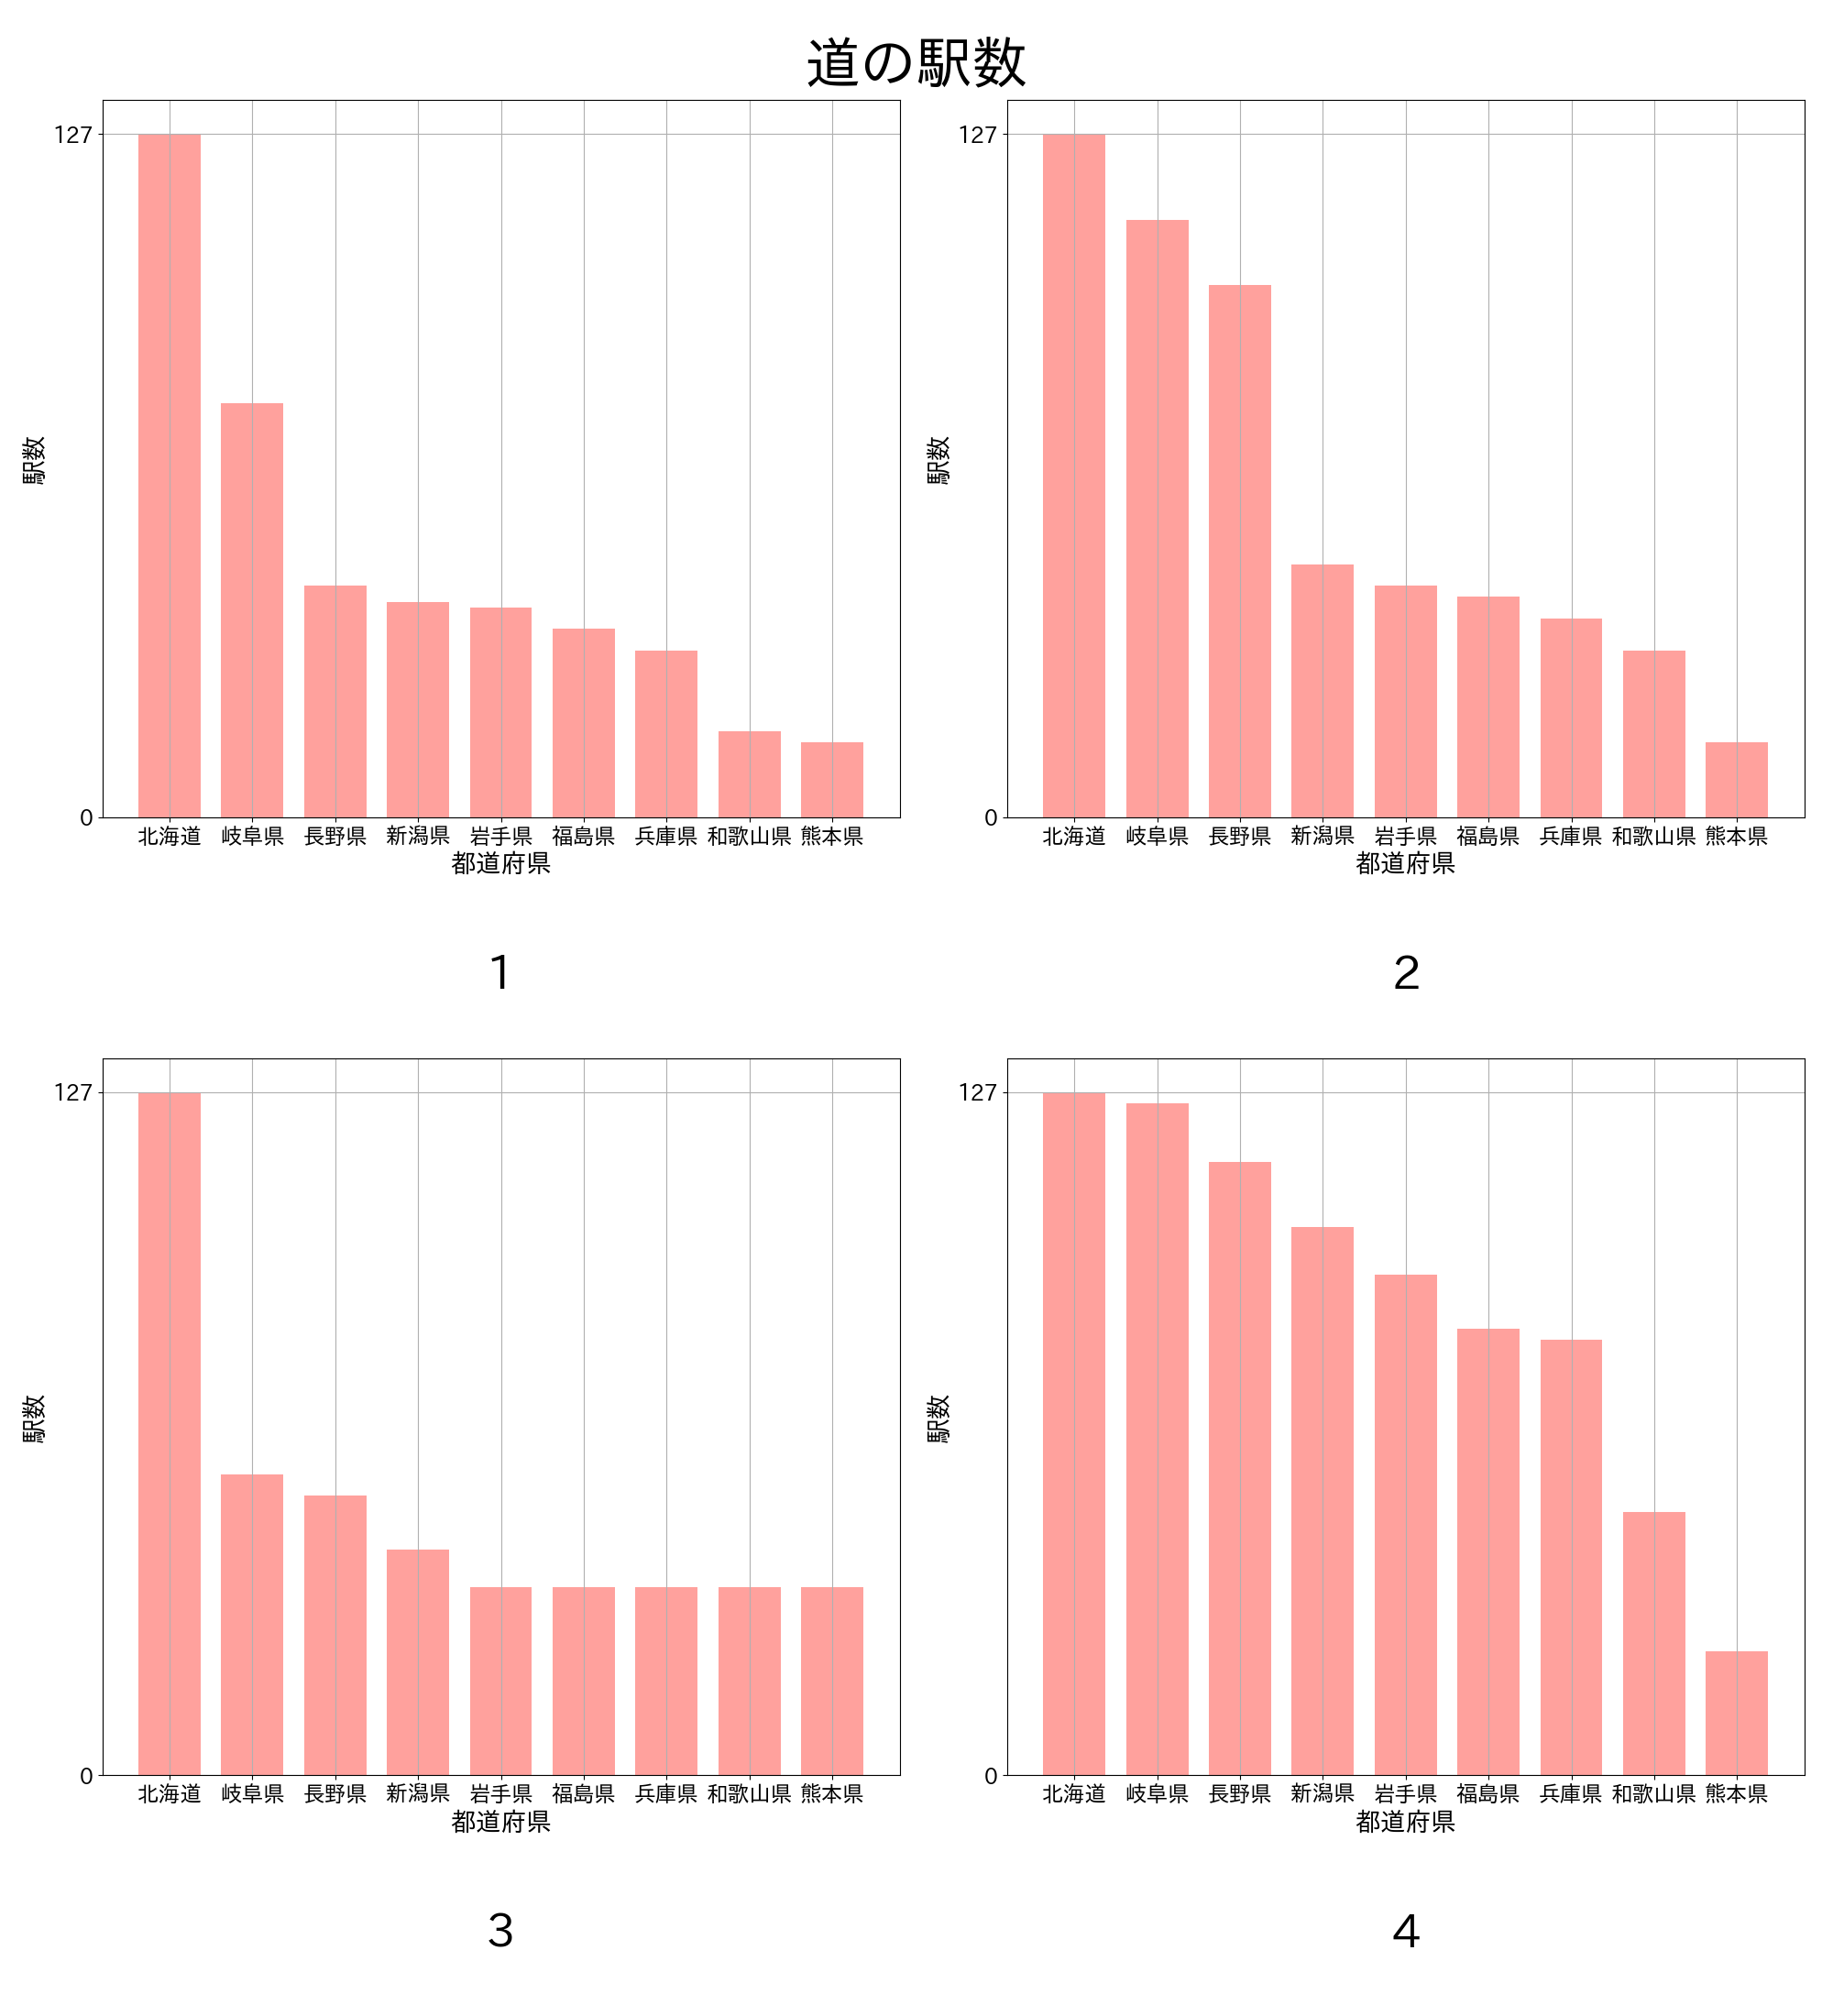 道の駅数
127
0
駅数
北海道 岐阜県 長野県 新潟県 岩手県 福島県 兵庫県 和歌山県 熊本県
都道府県
1
127
0
駅数
北海道 岐阜県 長野県 新潟県 岩手県 福島県 兵庫県 和歌山県 熊本県
都道府県
2
127
0
駅数
北海道 岐阜県 長野県 新潟県 岩手県 福島県 兵庫県 和歌山県 熊本県
都道府県
3
127
0
駅数
北海道 岐阜県 長野県 新潟県 岩手県 福島県 兵庫県 和歌山県 熊本県
都道府県
4